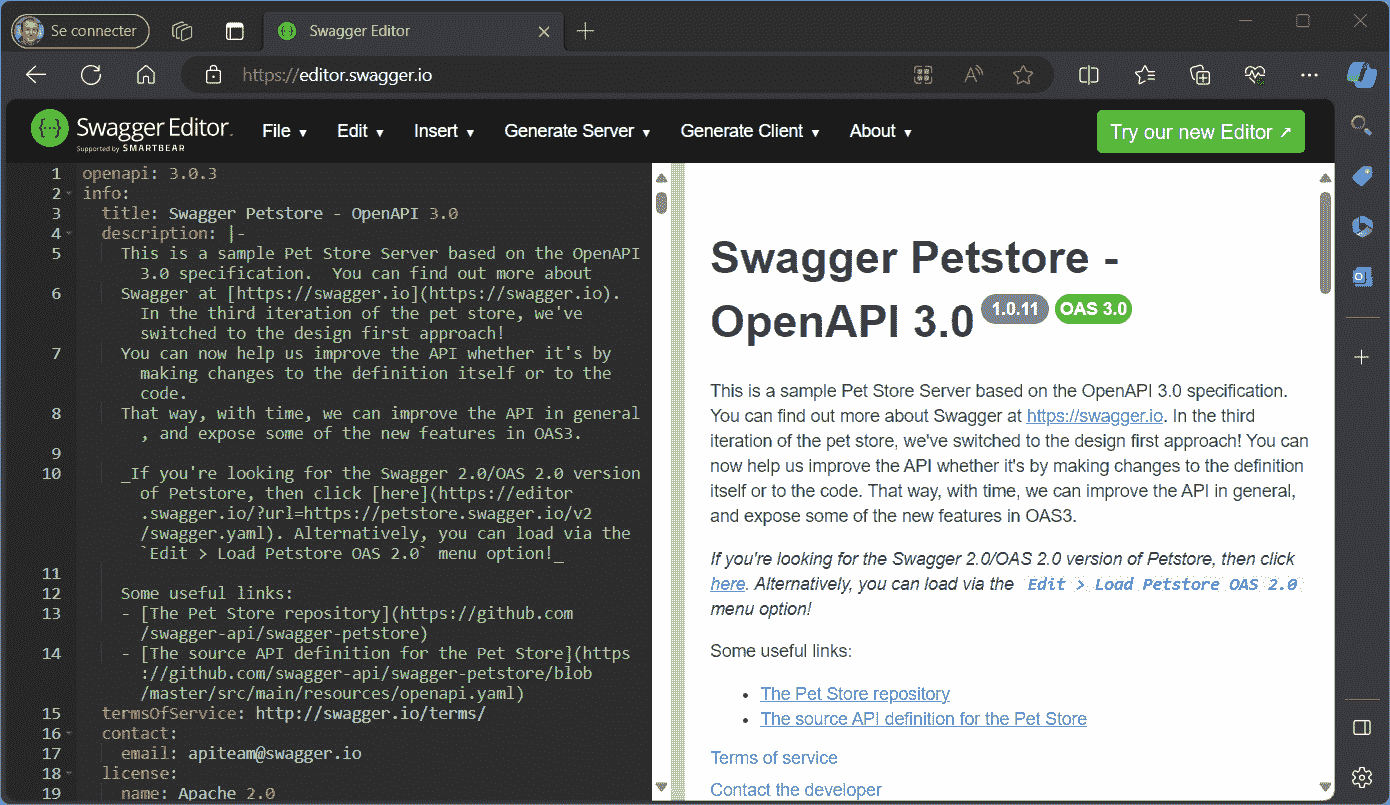 Se connecter
Swagger Editor
https://editor.swagger.io
Swagger Editor.
Supported by SMARTBEAR
File
Edit
Insert
Generate Server
Generate Client
About
Try our new Editor ↗
1 openapi: 3.0.3
2 info:
3 title: Swagger Petstore - OpenAPI 3.0
4 description: |-
5 This is a sample Pet Store Server based on the OpenAPI
3.0 specification.  You can find out more about
6 Swagger at [https://swagger.io](https://swagger.io).
In the third iteration of the pet store, we've
switched to the design first approach!
7 You can now help us improve the API whether it's by
making changes to the definition itself or to the
code.
8 That way, with time, we can improve the API in general
, and expose some of the new features in OAS3.
9
10 _If you're looking for the Swagger 2.0/OAS 2.0 version
of Petstore, then click [here](https://editor
.swagger.io/?url=https://petstore.swagger.io/v2
/swagger.yaml). Alternatively, you can load via the
`Edit > Load Petstore OAS 2.0` menu option!_
11
12 Some useful links:
13 - [The Pet Store repository](https://github.com
/swagger-api/swagger-petstore)
14 - [The source API definition for the Pet Store](https
://github.com/swagger-api/swagger-petstore/blob
/master/src/main/resources/openapi.yaml)
15 termsOfService: http://swagger.io/terms/
16 contact:
17 email: apiteam@swagger.io
18 license:
19 name: Apache 2.0
Swagger Petstore -
OpenAPI 3.0 1.0.11 OAS 3.0
This is a sample Pet Store Server based on the OpenAPI 3.0 specification.
You can find out more about Swagger at https://swagger.io. In the third
iteration of the pet store, we've switched to the design first approach! You can
now help us improve the API whether it's by making changes to the definition
itself or to the code. That way, with time, we can improve the API in general,
and expose some of the new features in OAS3.
If you're looking for the Swagger 2.0/OAS 2.0 version of Petstore, then click
here. Alternatively, you can load via the Edit > Load Petstore OAS 2.0
menu option!
Some useful links:
• The Pet Store repository
• The source API definition for the Pet Store
Terms of service
Contact the developer